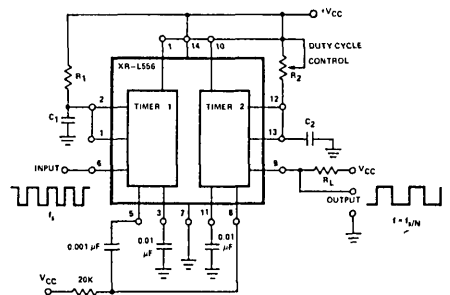 +VCC
1 14 10
DUTY CYCLE
CONTROL
XR-L556
R1
R2
2
TIMER 1
TIMER 2
12
C1
1
13
C2
INPUT
6
9
VCC
RL
OUTPUT
fs
5 3 7 11 8
f = fs/N
0.001 μF
0.01
μF
0.01
μF
VCC
20K